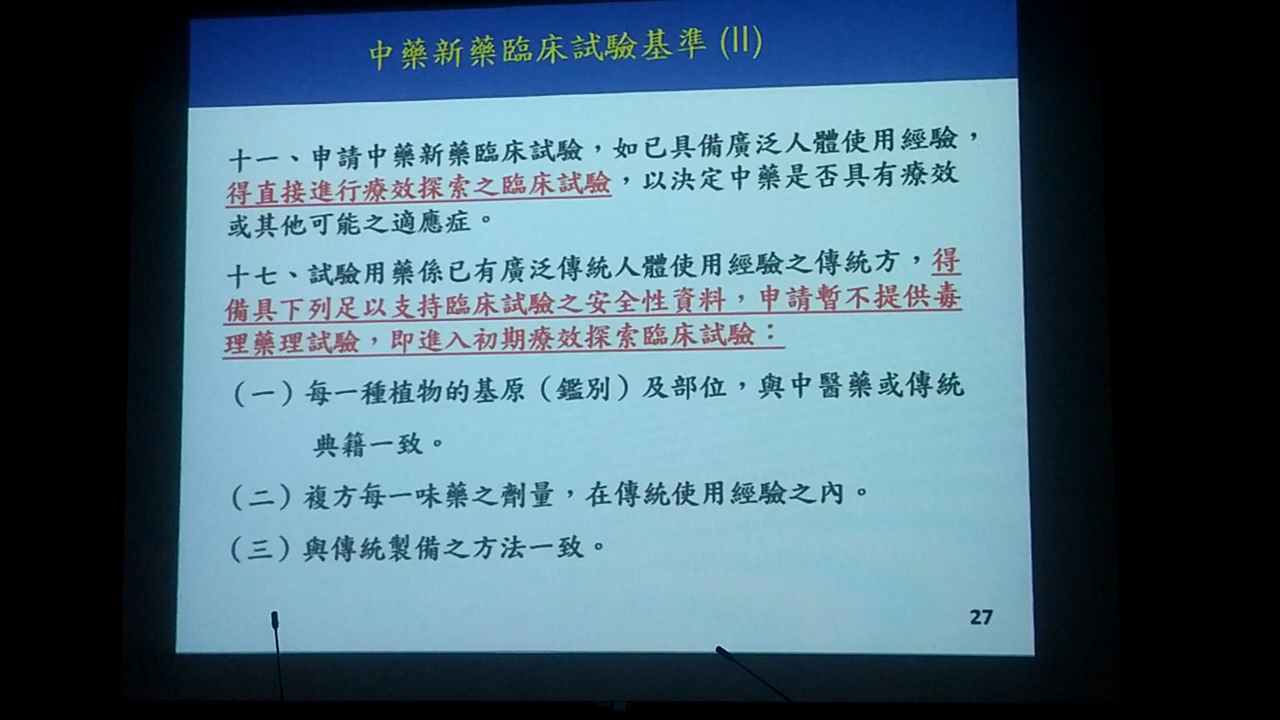 中藥新藥臨床試驗基準 (II)
十一、申請中藥新藥臨床試驗，如已具備廣泛人體使用經驗，
得直接進行療效探索之臨床試驗，以決定中藥是否具有療效
或其他可能之適應症。
十七、試驗用藥係已有廣泛傳統人體使用經驗之傳統方，得
備具下列足以支持臨床試驗之安全性資料，申請暫不提供毒
理藥理試驗，即進入初期療效探索臨床試驗：
（一）每一種植物的基原（鑑別）及部位，與中醫藥或傳統
典籍一致。
（二）複方每一味藥之劑量，在傳統使用經驗之內。
（三）與傳統製備之方法一致。
27